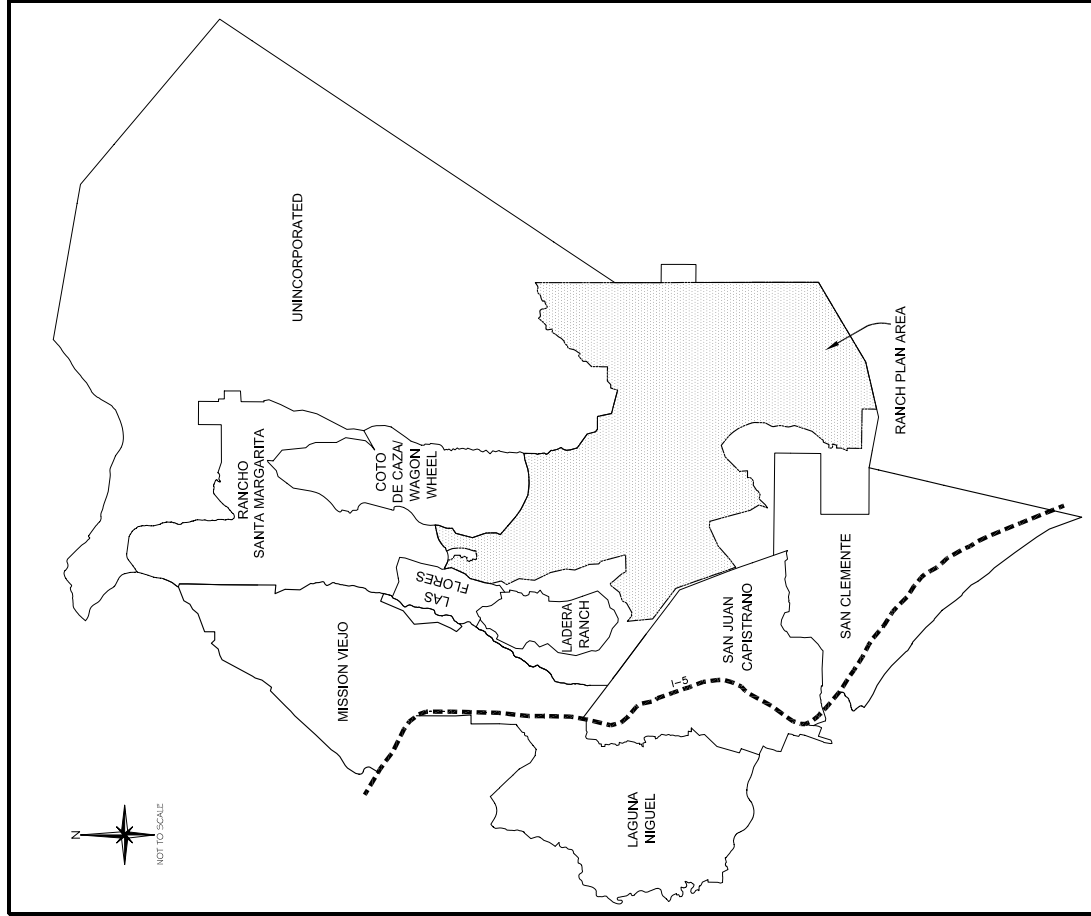 UNINCORPORATED
RANCHO
SANTA MARGARITA
COTO
DE CAZA/
WAGON
WHEEL
LAS
FLORES
MISSION VIEJO
LADERA
RANCH
RANCH PLAN AREA
SAN JUAN
CAPISTRANO
I-5
SAN CLEMENTE
LAGUNA
NIGUEL
N
NOT TO SCALE